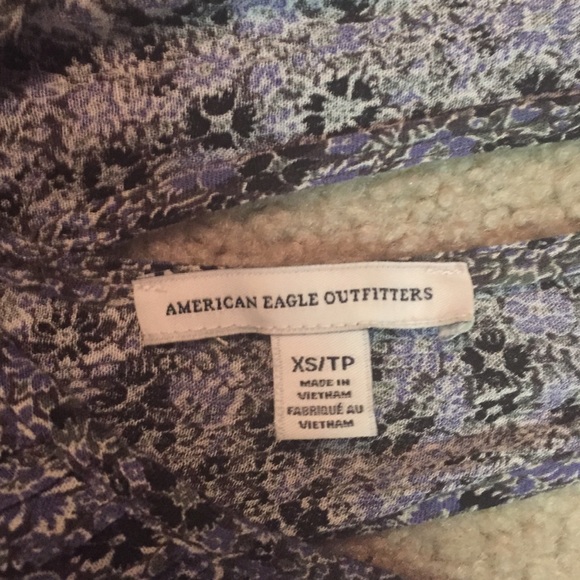 AMERICAN EAGLE OUTFITTERS
XS/TP
MADE IN
VIETNAM
FABRIQUÉ AU
VIETNAM